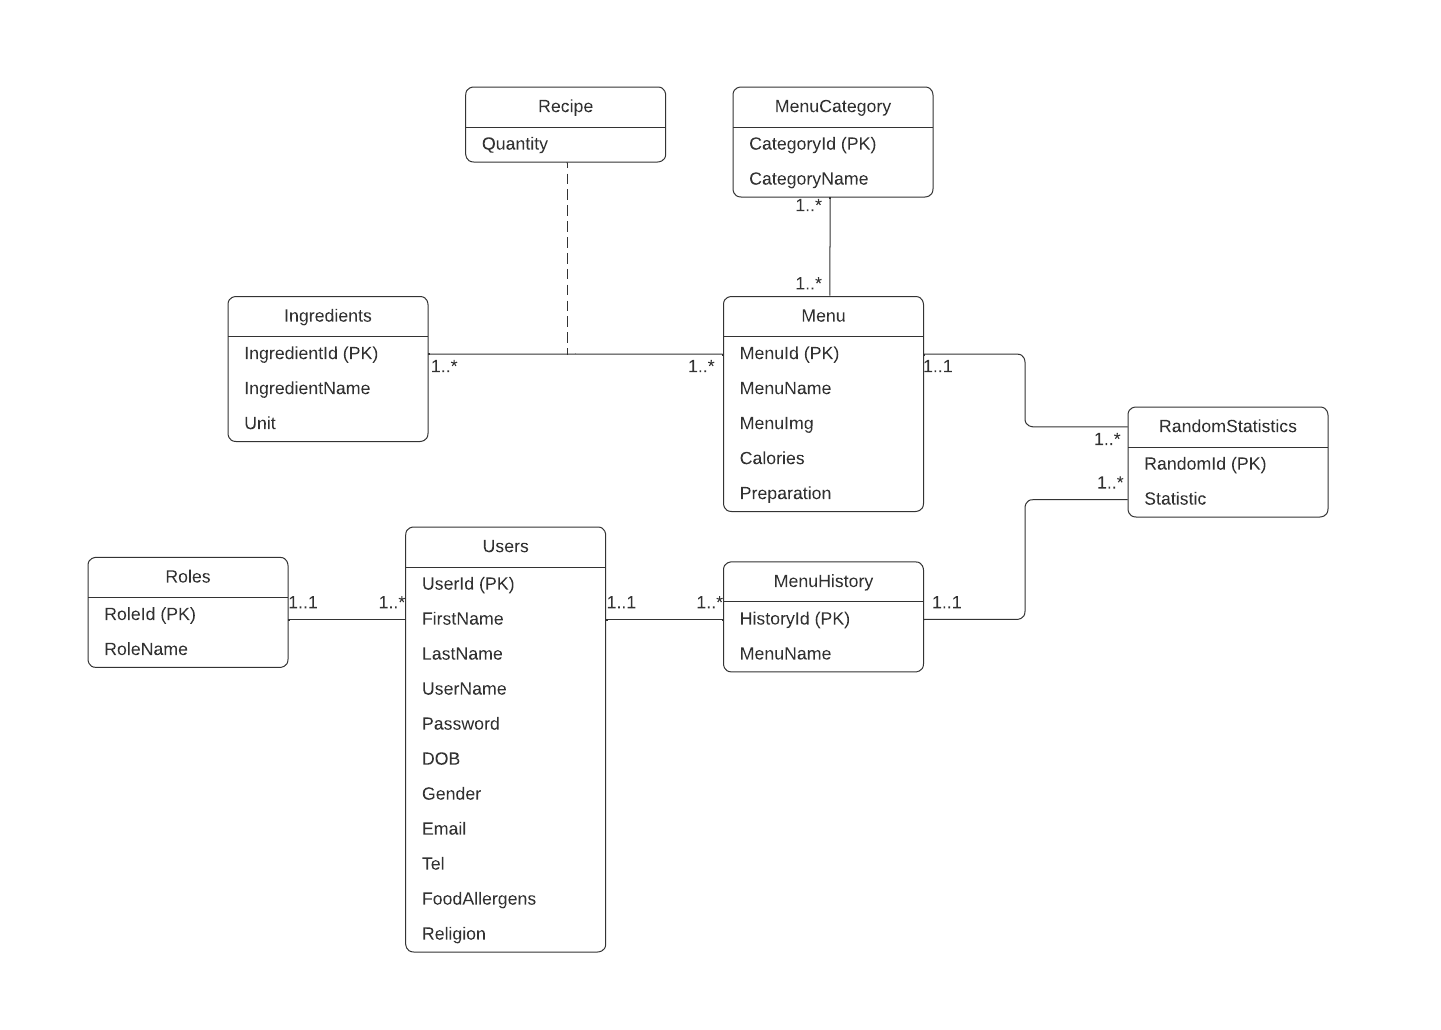 Recipe
Quantity
MenuCategory
CategoryId (PK)
CategoryName
1..*
1..*
Ingredients
IngredientId (PK)
IngredientName
Unit
1..*
1..*
Menu
MenuId (PK)
MenuName
MenuImg
Calories
Preparation
1..1
1..*
RandomStatistics
RandomId (PK)
Statistic
1..*
Roles
RoleId (PK)
RoleName
1..1
1..*
Users
UserId (PK)
FirstName
LastName
UserName
Password
DOB
Gender
Email
Tel
FoodAllergens
Religion
1..1
1..*
MenuHistory
HistoryId (PK)
MenuName
1..1